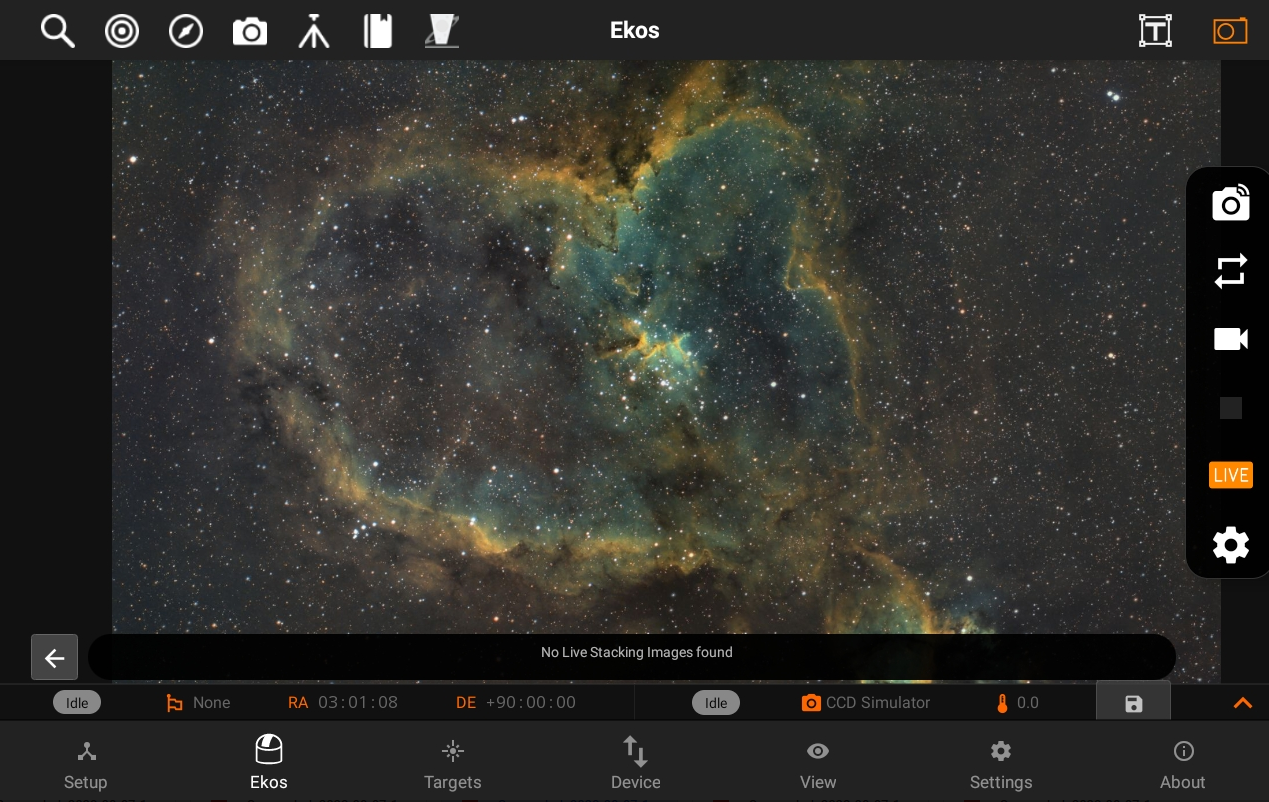 Ekos
T
LIVE
No Live Stacking Images found
Idle None RA 03:01:08 DE +90:00:00 Idle CCD Simulator 0.0
Setup Ekos Targets Device View Settings About